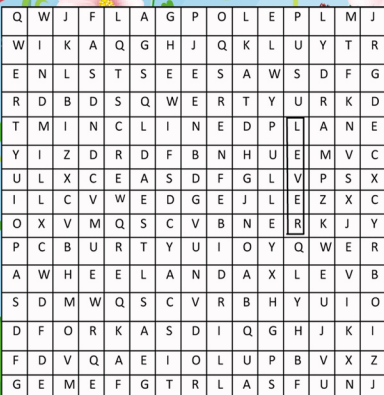 Q W J F L A G P O L E P L M J
W I K A Q G H J Q K L U Y T R
E N L S T S E E S A W S D F G
R D B D S Q W E R T Y U R K D
T M I N C L I N E D P L A N E
Y I Z D R D F B N H U E M V C
U L X C E A S D F G L V P S X
I L C V W E D G E J L E Z X C
O X V M Q S C V B N E R K J Y
P C B U R T Y U I O Y Q W E R
A W H E E L A N D A X L E V B
S D M W Q S C V R B H Y U I O
D F O R K A S D I Q G H J K I
F D V Q A E I O L U P B V X Z
G E M E F G T R L A S F U N J